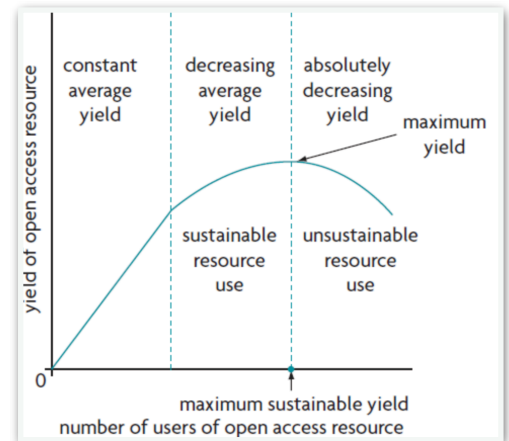 constant
average
yield
decreasing
average
yield
absolutely
decreasing
yield
maximum
yield
yield of open access resource
sustainable
resource
use
unsustainable
resource
use
0
maximum sustainable yield
number of users of open access resource